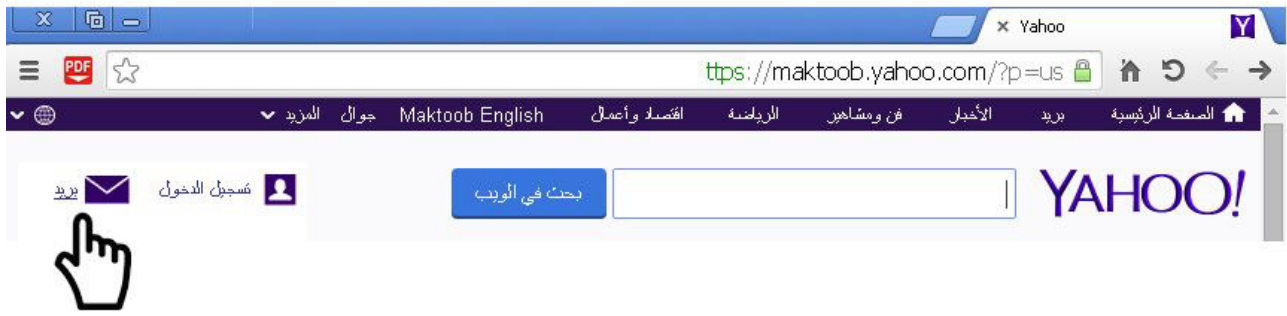 Yahoo
ttps://maktoob.yahoo.com/?p=us
الصفحة الرئيسية بريد الأخبار فن ومشاهير الرياضة اقتصاد وأعمال Maktoob English جوال المزيد
YAHOO! بحث في الويب تسجيل الدخول بريد
PDF